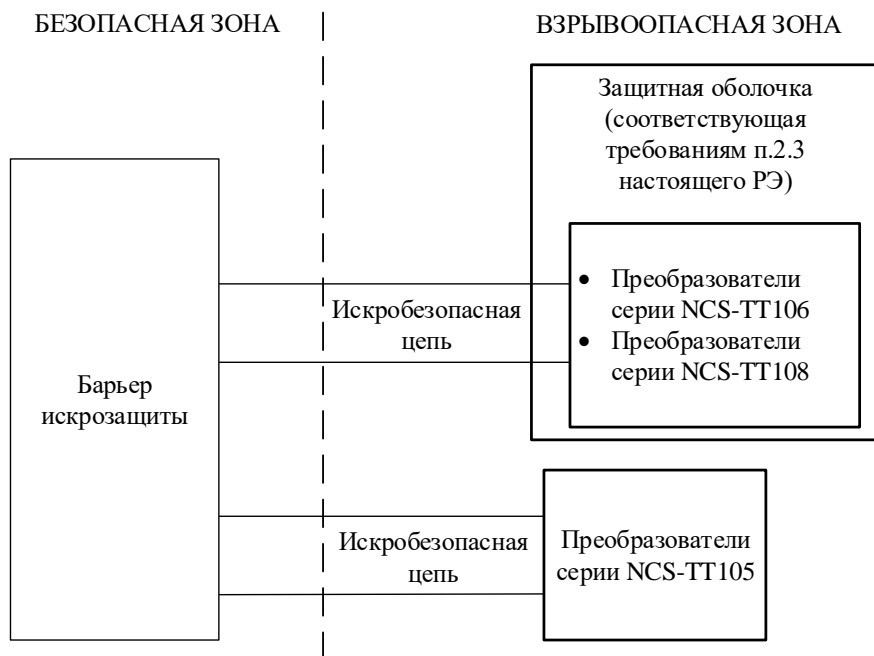 БЕЗОПАСНАЯ ЗОНА
ВЗРЫВООПАСНАЯ ЗОНА
Защитная оболочка
(соответствующая
требованиям п.2.3
настоящего РЭ)
• Преобразователи
серии NCS-TT106
• Преобразователи
серии NCS-TT108
Искробезопасная
цепь
Барьер
искрозащиты
Искробезопасная
цепь
Преобразователи
серии NCS-TT105